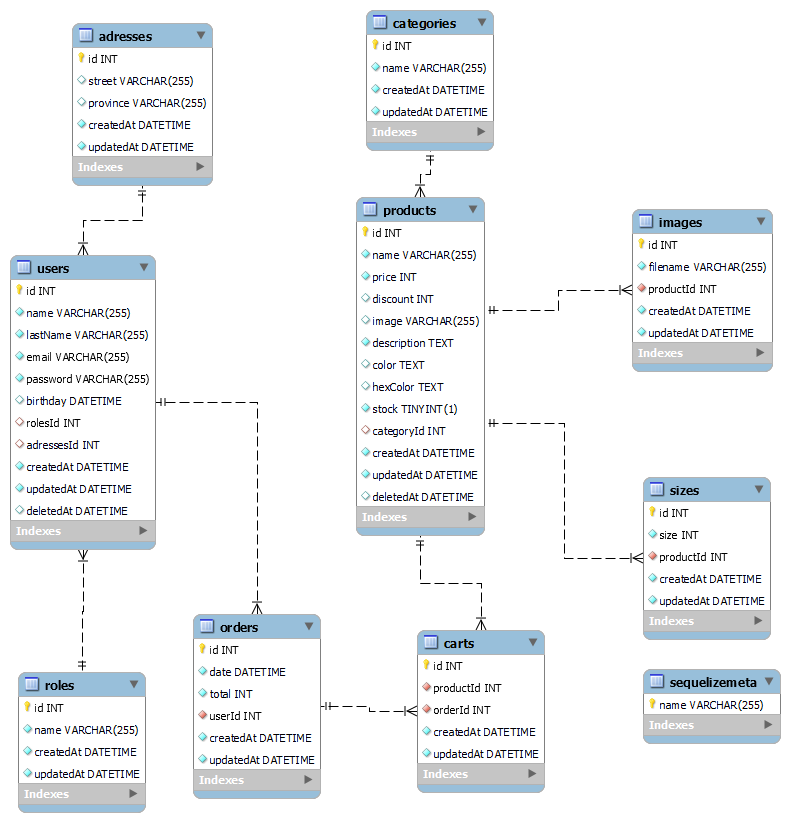 adresses
id INT
street VARCHAR(255)
province VARCHAR(255)
createdAt DATETIME
updatedAt DATETIME
Indexes
categories
id INT
name VARCHAR(255)
createdAt DATETIME
updatedAt DATETIME
Indexes
users
id INT
name VARCHAR(255)
lastName VARCHAR(255)
email VARCHAR(255)
password VARCHAR(255)
birthday DATETIME
rolesId INT
adressesId INT
createdAt DATETIME
updatedAt DATETIME
deletedAt DATETIME
Indexes
products
id INT
name VARCHAR(255)
price INT
discount INT
image VARCHAR(255)
description TEXT
color TEXT
hexColor TEXT
stock TINYINT(1)
categoryId INT
createdAt DATETIME
updatedAt DATETIME
deletedAt DATETIME
Indexes
images
id INT
filename VARCHAR(255)
productId INT
createdAt DATETIME
updatedAt DATETIME
Indexes
sizes
id INT
size INT
productId INT
createdAt DATETIME
updatedAt DATETIME
Indexes
roles
id INT
name VARCHAR(255)
createdAt DATETIME
updatedAt DATETIME
Indexes
orders
id INT
date DATETIME
total INT
userId INT
createdAt DATETIME
updatedAt DATETIME
Indexes
carts
id INT
productId INT
orderId INT
createdAt DATETIME
updatedAt DATETIME
Indexes
sequelizemeta
name VARCHAR(255)
Indexes